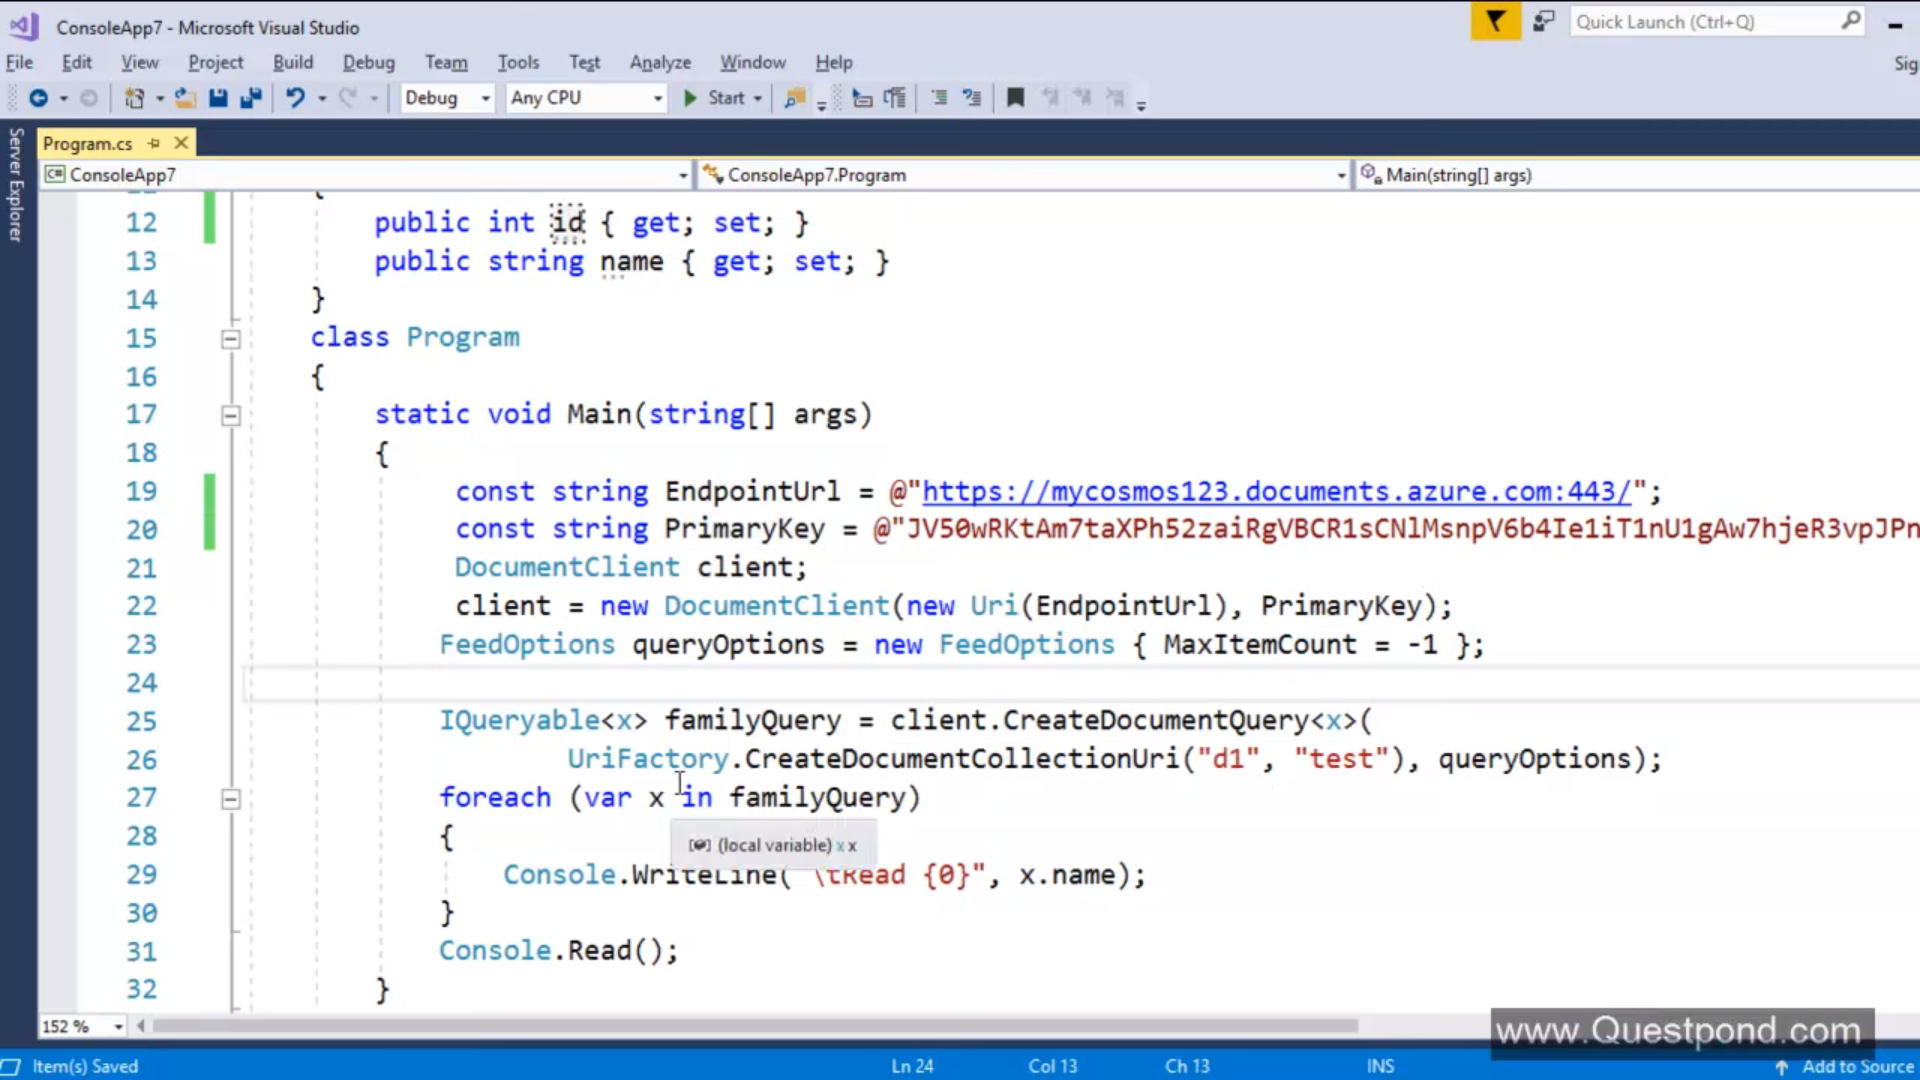 ConsoleApp7 - Microsoft Visual Studio
Quick Launch (Ctrl+Q)
File Edit View Project Build Debug Team Tools Test Analyze Window Help
Sig
Debug Any CPU Start
Server Explorer
Program.cs
C# ConsoleApp7
ConsoleApp7.Program
Main(string[] args)
{
12 public int id { get; set; }
13 public string name { get; set; }
14 }
15 class Program
16 {
17 static void Main(string[] args)
18 {
19 const string EndpointUrl = @"https://mycosmos123.documents.azure.com:443/";
20 const string PrimaryKey = @"JV50wRKtAm7taXPh52zaiRgVBCR1sCNlMsnpV6b4Ie1iT1nU1gAw7hjeR3vpJPn
21 DocumentClient client;
22 client = new DocumentClient(new Uri(EndpointUrl), PrimaryKey);
23 FeedOptions queryOptions = new FeedOptions { MaxItemCount = -1 };
24
25 IQueryable<x> familyQuery = client.CreateDocumentQuery<x>(
26 UriFactory.CreateDocumentCollectionUri("d1", "test"), queryOptions);
27 foreach (var x in familyQuery)
28 {
(local variable) x x
29 Console.WriteLine( \tRead {0}", x.name);
30 }
31 Console.Read();
32 }
152 %
www.Questpond.com
Item(s) Saved Ln 24 Col 13 Ch 13 INS Add to Source